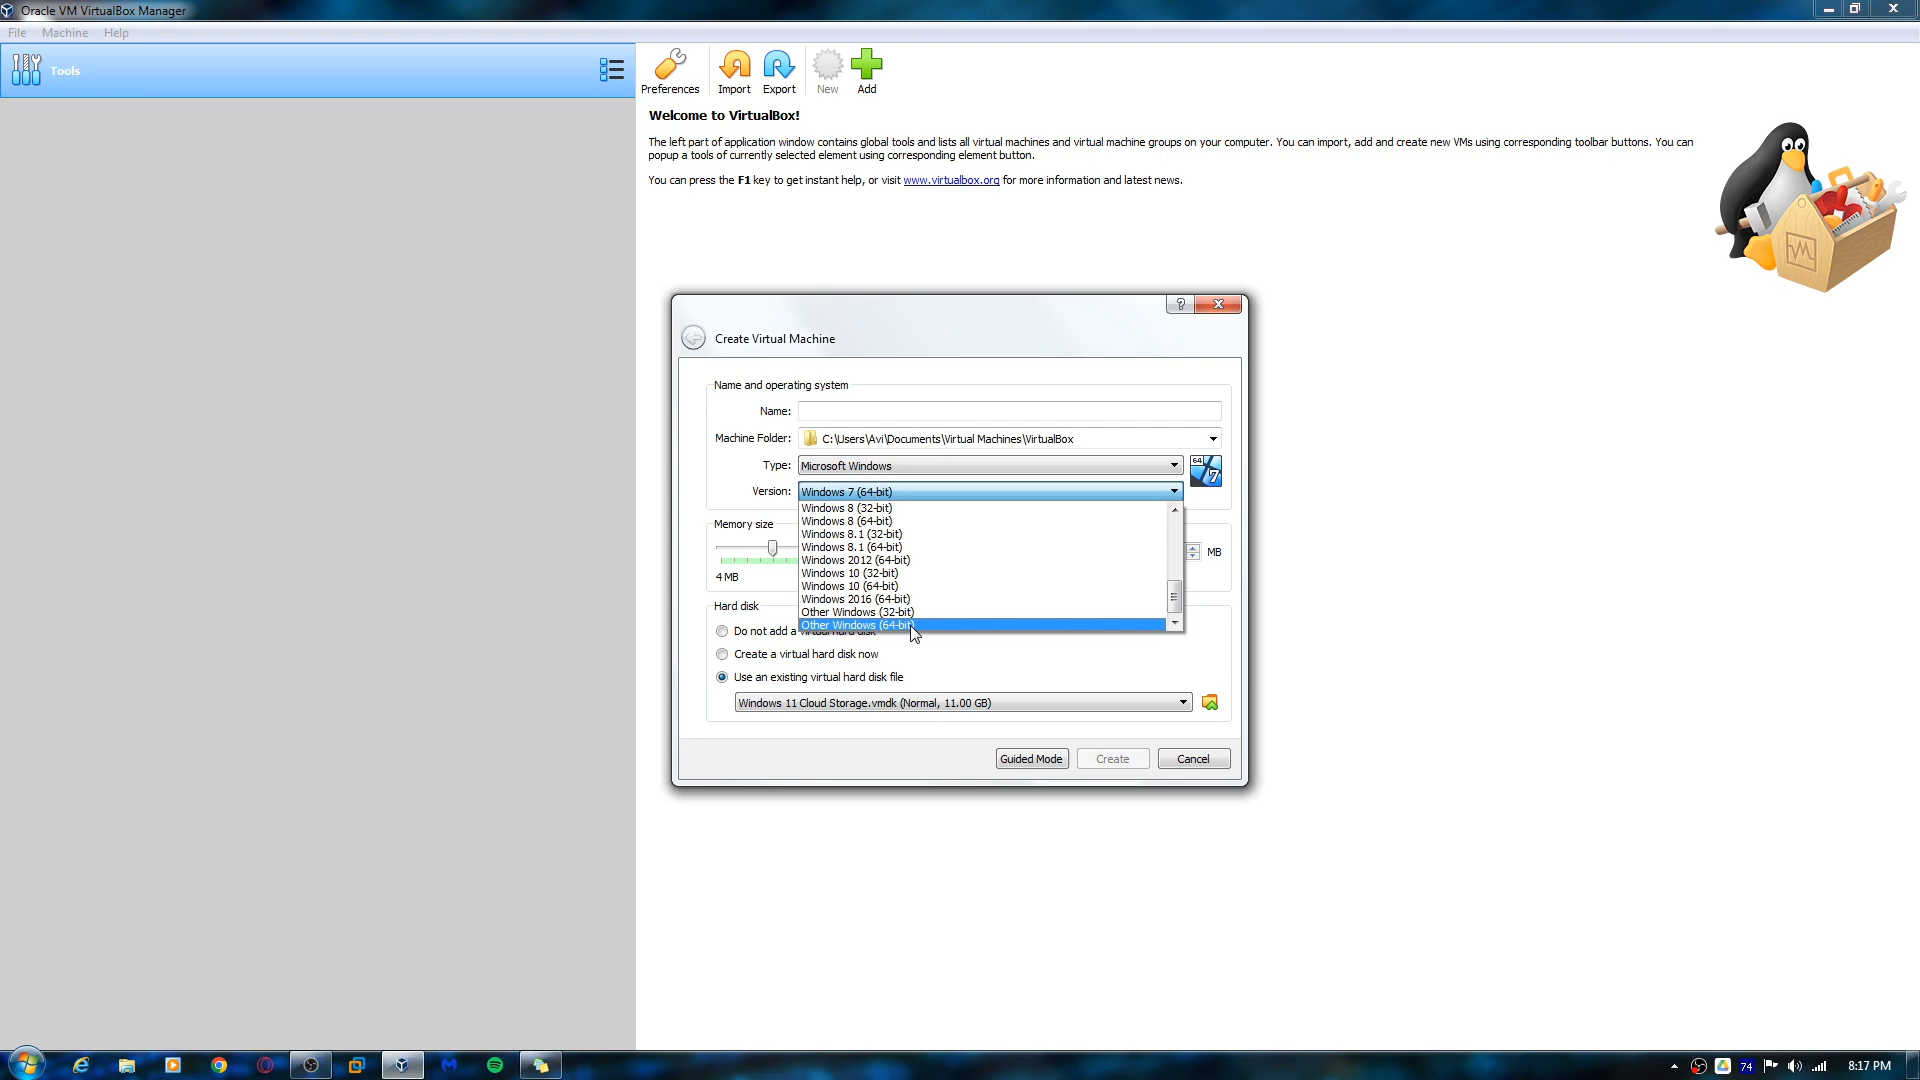 Oracle VM VirtualBox Manager
File Machine Help
Tools
Preferences Import Export New Add
Welcome to VirtualBox!
The left part of application window contains global tools and lists all virtual machines and virtual machine groups on your computer. You can import, add and create new VMs using corresponding toolbar buttons. You can
popup a tools of currently selected element using corresponding element button.
You can press the F1 key to get instant help, or visit www.virtualbox.org for more information and latest news.
Create Virtual Machine
Name and operating system
Name:
Machine Folder: C:\Users\Avi\Documents\Virtual Machines\VirtualBox
Type: Microsoft Windows
64
7
Version: Windows 7 (64-bit)
Windows 8 (32-bit)
Windows 8 (64-bit)
Windows 8.1 (32-bit)
Windows 8.1 (64-bit)
Windows 2012 (64-bit)
Windows 10 (32-bit)
Windows 10 (64-bit)
Windows 2016 (64-bit)
Other Windows (32-bit)
Other Windows (64-bit)
Memory size
MB
4 MB
Hard disk
Do not add a virtual hard disk
Create a virtual hard disk now
Use an existing virtual hard disk file
Windows 11 Cloud Storage.vmdk (Normal, 11.00 GB)
Guided Mode Create Cancel
74
8:17 PM